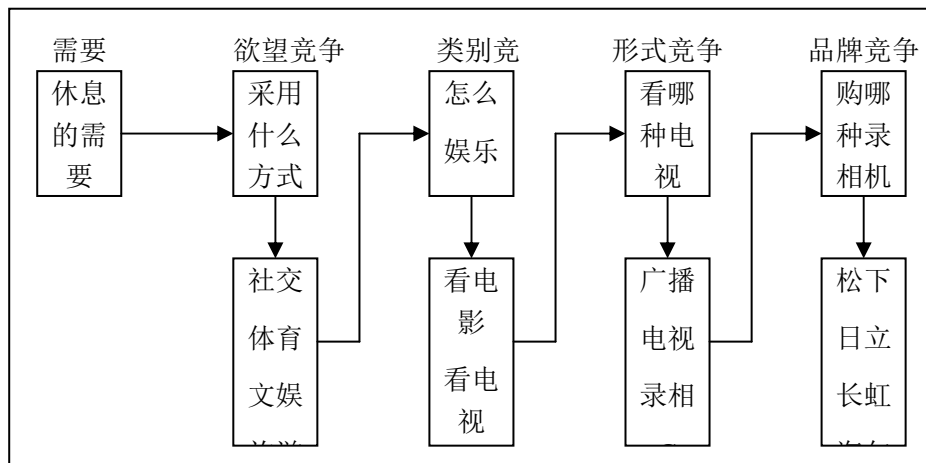 需要
欲望竞争
类别竞
形式竞争
品牌竞争
休息
的需
要
采用
什么
方式
怎么
娱乐
看哪
种电
视
购哪
种录
相机
社交
体育
文娱
看电
影
看电视
广播
电视
录相
松下
日立
长虹